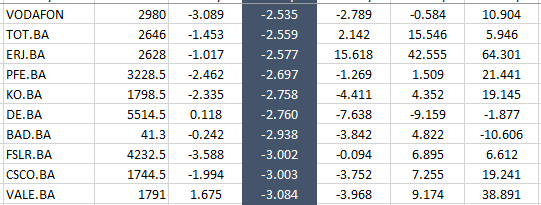 VODAFON 2980 -3.089 -2.535 -2.789 -0.584 10.904
TOT.BA 2646 -1.453 -2.559 2.142 15.546 5.946
ERJ.BA 2628 -1.017 -2.577 15.618 42.555 64.301
PFE.BA 3228.5 -2.462 -2.697 -1.269 1.509 21.441
KO.BA 1798.5 -2.335 -2.758 -4.411 4.352 19.145
DE.BA 5514.5 0.118 -2.760 -7.638 -9.159 -1.877
BAD.BA 41.3 -0.242 -2.938 -3.842 4.822 -10.606
FSLR.BA 4232.5 -3.588 -3.002 -0.094 6.895 6.612
CSCO.BA 1744.5 -1.994 -3.003 -3.752 7.255 19.241
VALE.BA 1791 1.675 -3.084 -3.968 9.174 38.891